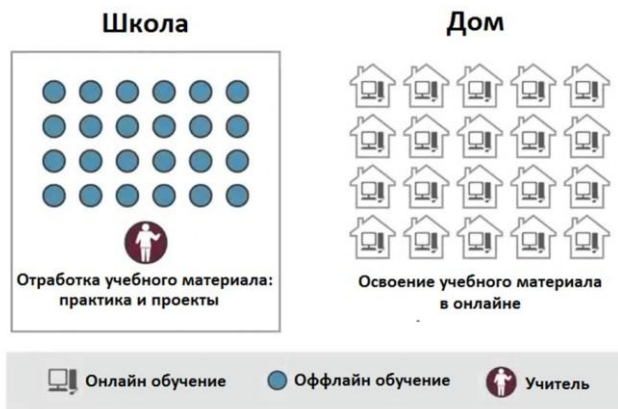 Школа
Дом
Отработка учебного материала:
практика и проекты
Освоение учебного материала
в онлайне
Онлайн обучение
Оффлайн обучение
Учитель